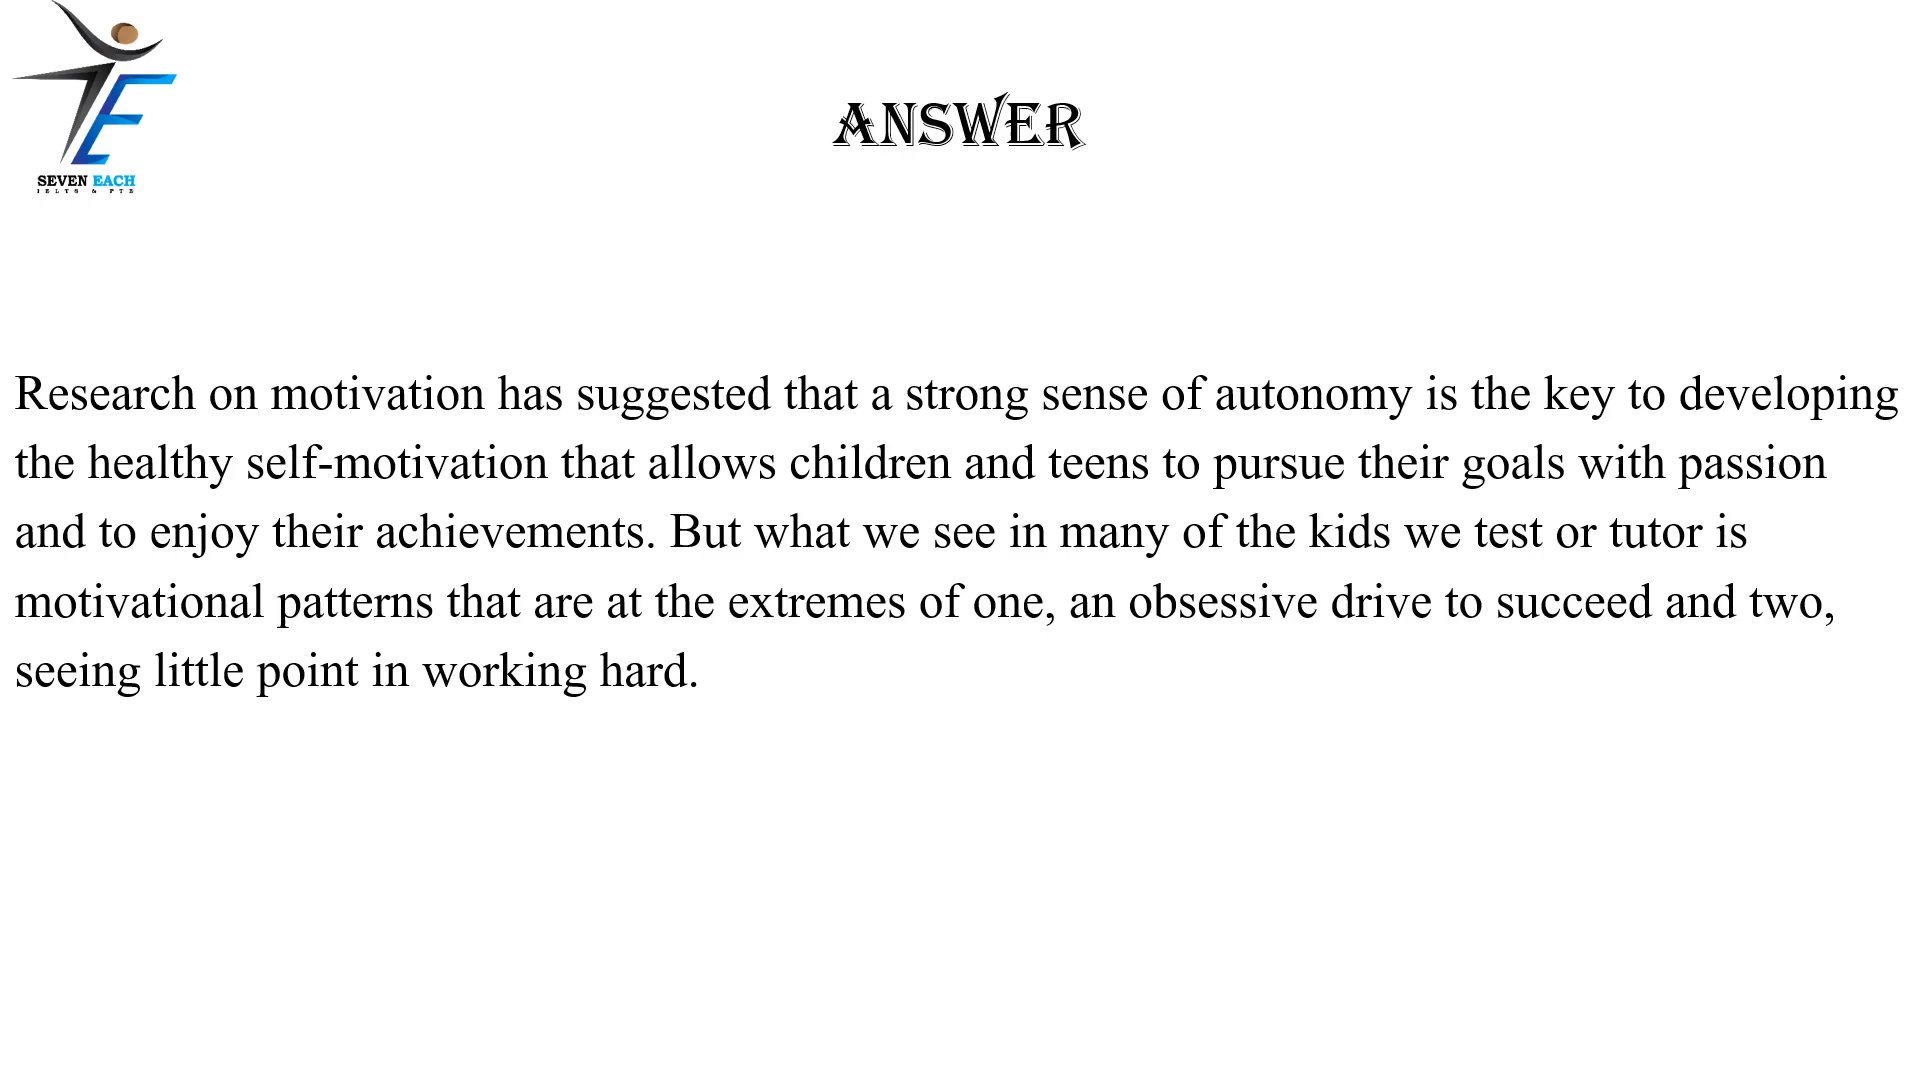 SEVEN EACH
IELTS & PTE
ANSWER
Research on motivation has suggested that a strong sense of autonomy is the key to developing
the healthy self-motivation that allows children and teens to pursue their goals with passion
and to enjoy their achievements. But what we see in many of the kids we test or tutor is
motivational patterns that are at the extremes of one, an obsessive drive to succeed and two,
seeing little point in working hard.